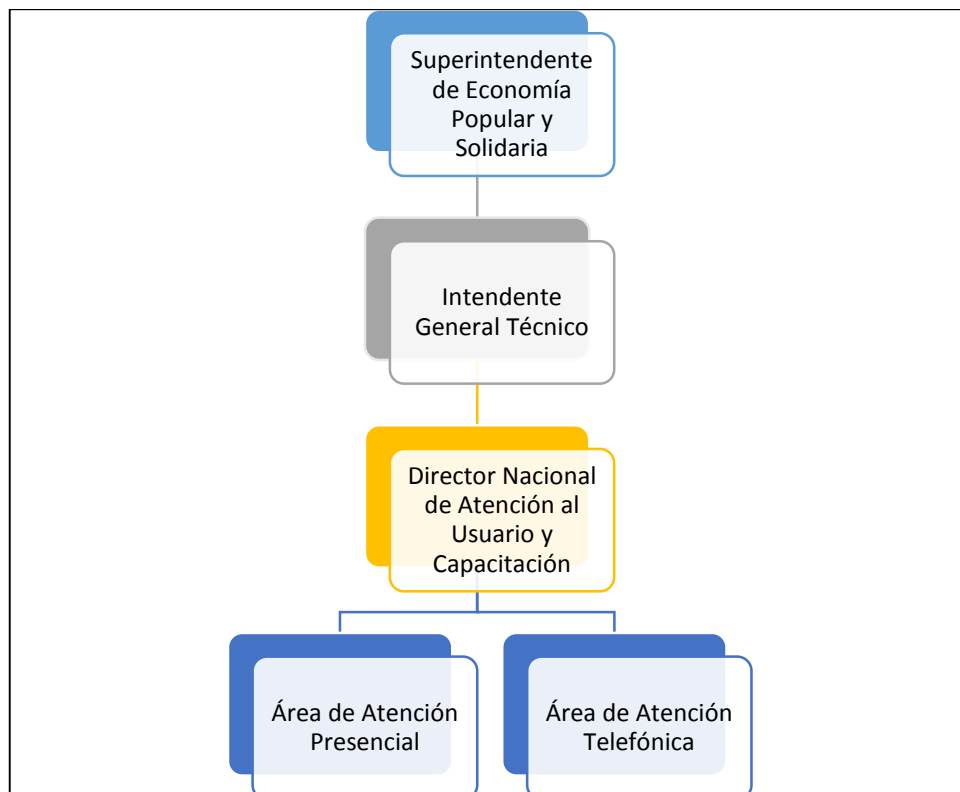 Superintendente
de Economía
Popular y
Solidaria
Intendente
General Técnico
Director Nacional
de Atención al
Usuario y
Capacitación
Área de Atención
Presencial
Área de Atención
Telefónica